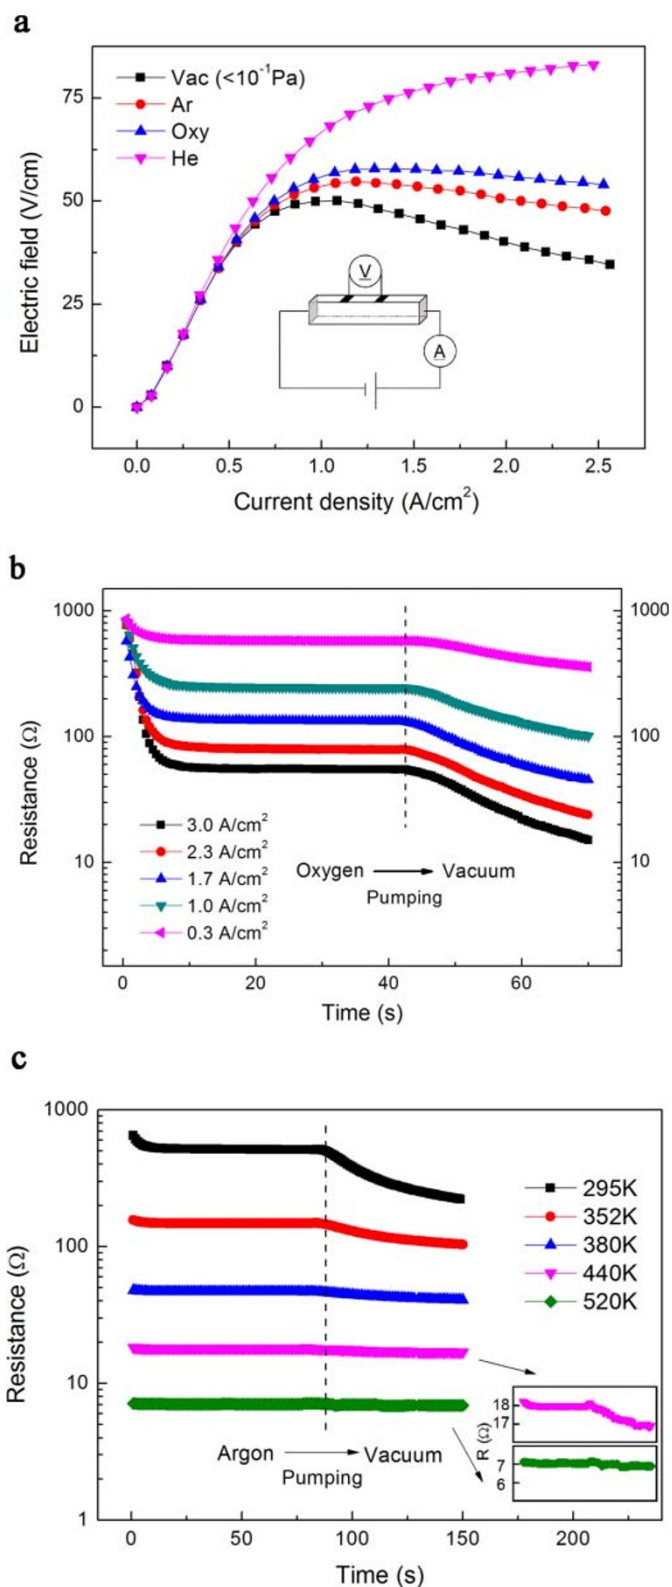 a
Vac (<10⁻¹Pa)
Ar
Oxy
He
75
50
25
0
Electric field (V/cm)
V
A
0.0 0.5 1.0 1.5 2.0 2.5
Current density (A/cm²)
b
1000 1000
100 100
10 10
Resistance (Ω)
3.0 A/cm²
2.3 A/cm²
1.7 A/cm²
1.0 A/cm²
0.3 A/cm²
Oxygen Vacuum
Pumping
0 20 40 60
Time (s)
c
1000
100
10
1
Resistance (Ω)
295K
352K
380K
440K
520K
Argon Vacuum
Pumping
R (Ω)
18
17
7
6
0 50 100 150 200
Time (s)